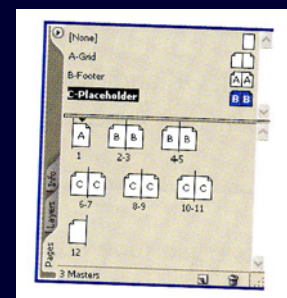 [None]
A-Grid
B-Footer
A A
C-Placeholder
B B
A
B B
B B
1
2-3
4-5
C C
C C
C C
6-7
8-9
10-11
12
Pages
Layers
Info
3 Masters